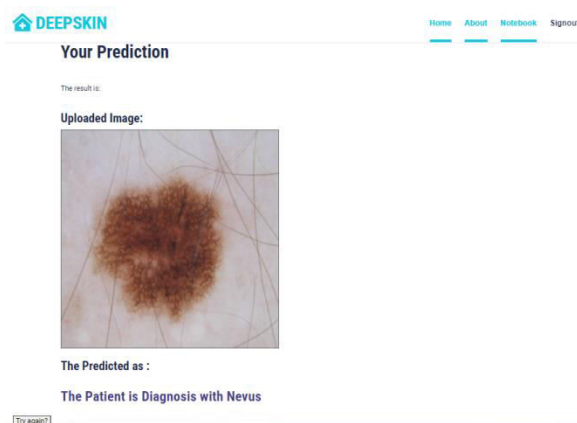 DEEPSKIN
Home About Notebook Signout
Your Prediction
The result is:
Uploaded Image:
The Predicted as :
The Patient is Diagnosis with Nevus
Try again?